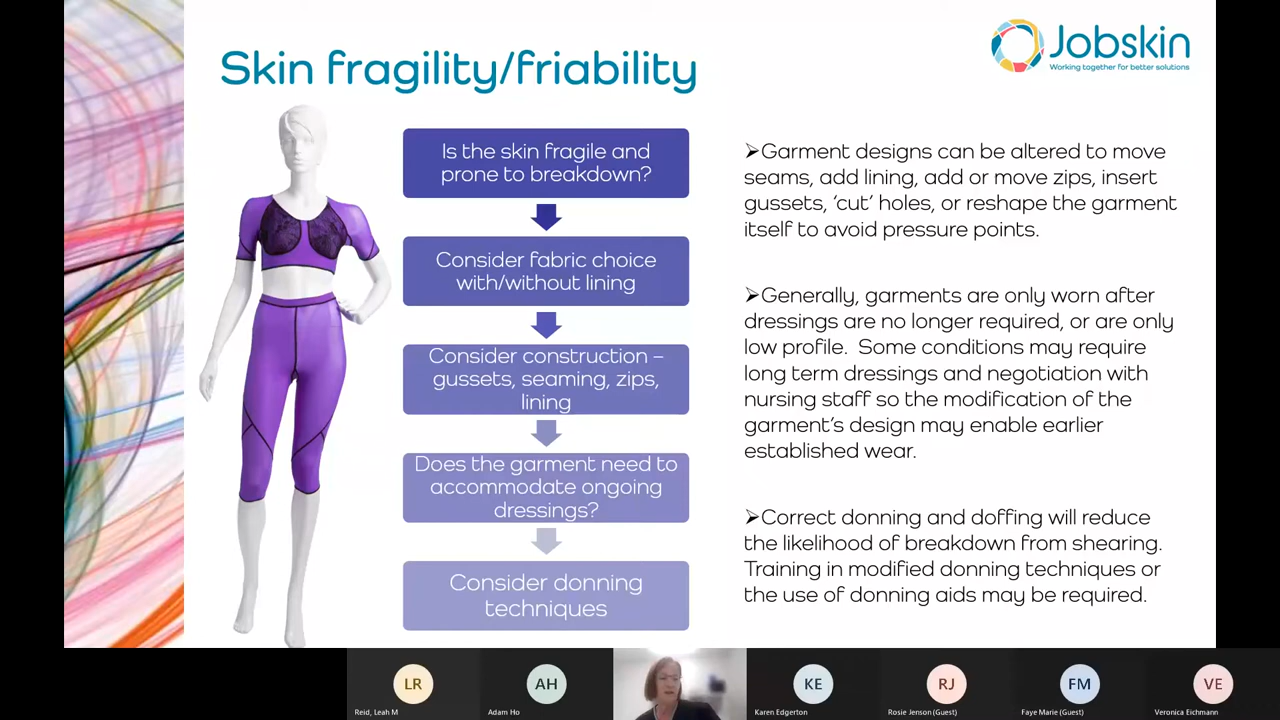 Skin fragility/friability
Jobskin
Working together for better solutions
Is the skin fragile and
prone to breakdown?
Consider fabric choice
with/without lining
Consider construction –
gussets, seaming, zips,
lining
Does the garment need to
accommodate ongoing
dressings?
Consider donning
techniques
➢Garment designs can be altered to move
seams, add lining, add or move zips, insert
gussets, ‘cut’ holes, or reshape the garment
itself to avoid pressure points.
➢Generally, garments are only worn after
dressings are no longer required, or are only
low profile.  Some conditions may require
long term dressings and negotiation with
nursing staff so the modification of the
garment’s design may enable earlier
established wear.
➢Correct donning and doffing will reduce
the likelihood of breakdown from shearing.
Training in modified donning techniques or
the use of donning aids may be required.
LR
AH
KE
RJ
FM
VE
Reid, Leah M
Adam Ho
Karen Edgerton
Rosie Jenson (Guest)
Faye Marie (Guest)
Veronica Eichmann